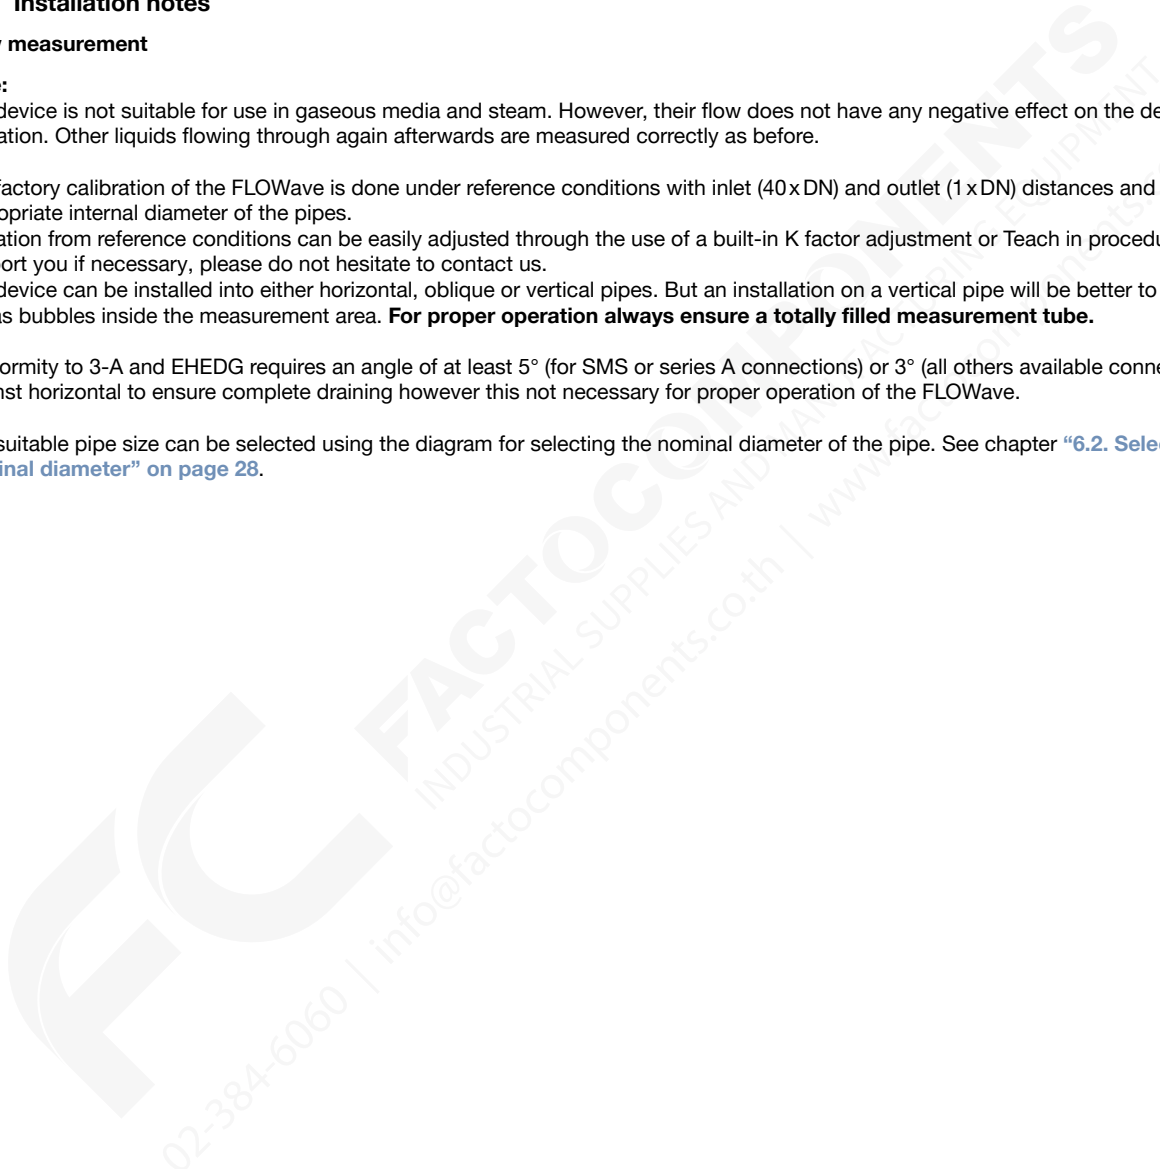 Installation notes
measurement
:
device is not suitable for use in gaseous media and steam. However, their flow does not have any negative effect on the de
ation. Other liquids flowing through again afterwards are measured correctly as before.
factory calibration of the FLOWave is done under reference conditions with inlet (40 x DN) and outlet (1 x DN) distances and
opriate internal diameter of the pipes.
ation from reference conditions can be easily adjusted through the use of a built-in K factor adjustment or Teach in procedu
port you if necessary, please do not hesitate to contact us.
device can be installed into either horizontal, oblique or vertical pipes. But an installation on a vertical pipe will be better to
as bubbles inside the measurement area. For proper operation always ensure a totally filled measurement tube.
ormity to 3-A and EHEDG requires an angle of at least 5° (for SMS or series A connections) or 3° (all others available conne
nst horizontal to ensure complete draining however this not necessary for proper operation of the FLOWave.
suitable pipe size can be selected using the diagram for selecting the nominal diameter of the pipe. See chapter “6.2. Sele
inal diameter” on page 28.
FC FACTOCOMPONENTS
INDUSTRIAL SUPPLIES AND MANUFACTURING EQUIPMENT
02-384-6060 | info@factocomponents.co.th | www.factocomponents.c